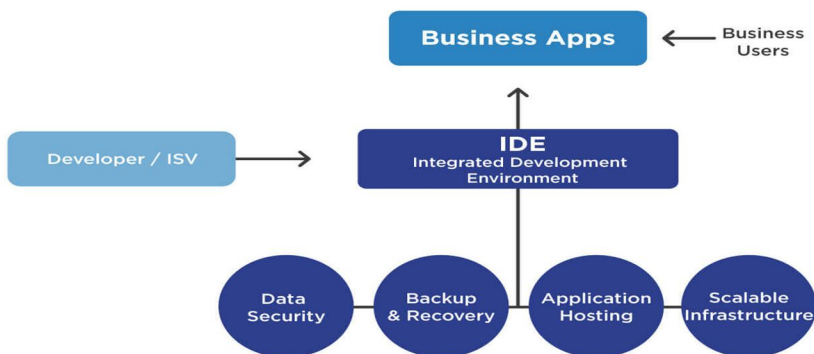 Business Apps
Business
Users
Developer / ISV
IDE
Integrated Development
Environment
Data
Security
Backup
& Recovery
Application
Hosting
Scalable
Infrastructure